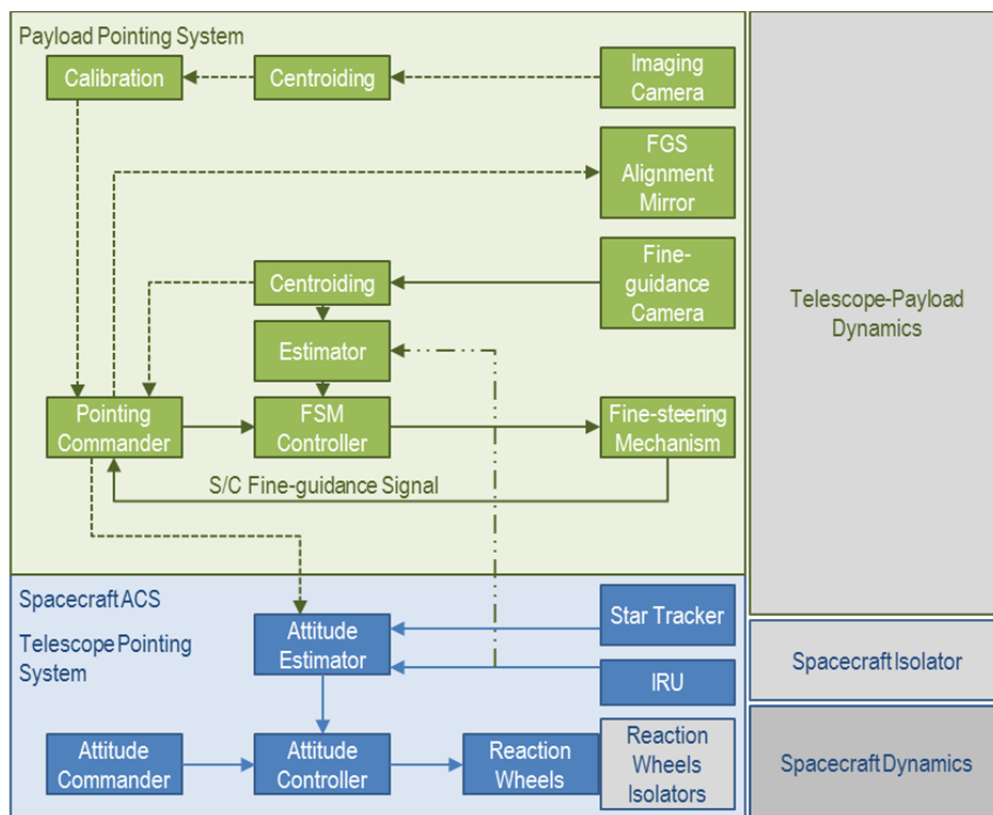 Payload Pointing System
Calibration
Centroiding
Imaging
Camera
FGS
Alignment
Mirror
Centroiding
Fine-
guidance
Camera
Estimator
Pointing
Commander
FSM
Controller
Fine-steering
Mechanism
S/C Fine-guidance Signal
Telescope-Payload
Dynamics
Spacecraft ACS
Telescope Pointing
System
Attitude
Estimator
Star Tracker
IRU
Attitude
Commander
Attitude
Controller
Reaction
Wheels
Reaction
Wheels
Isolators
Spacecraft Isolator
Spacecraft Dynamics